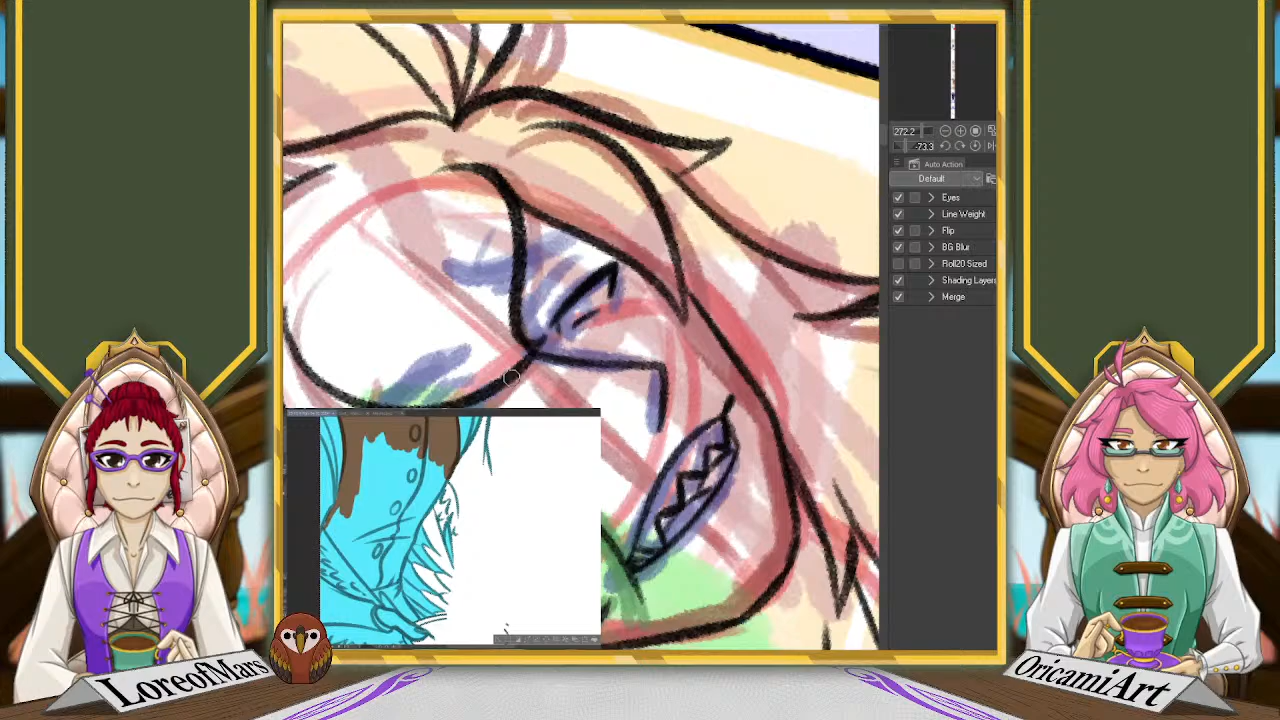 272.2
-73.3
Auto Action
Default
Eyes
Line Weight
Flip
BG Blur
Roll20 Sized
Shading Layers
Merge
LoreofMars
OricamiArt